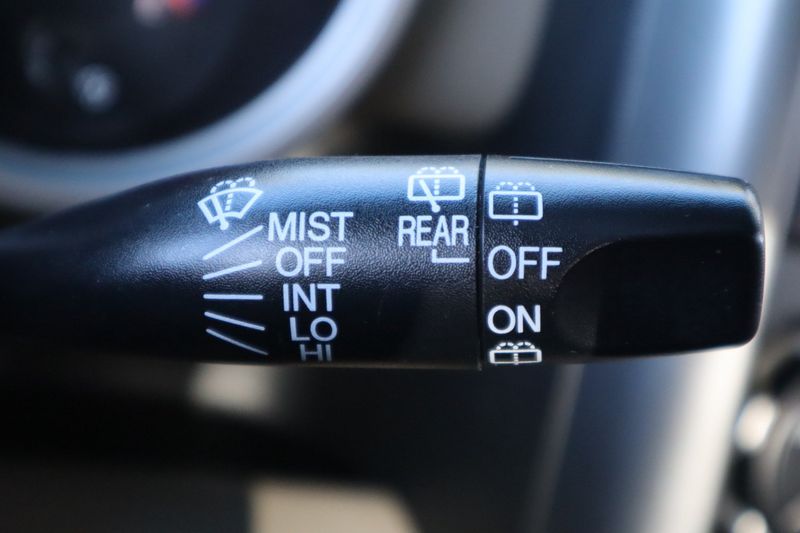 MIST
OFF
INT
LO
HI
REAR
OFF
ON